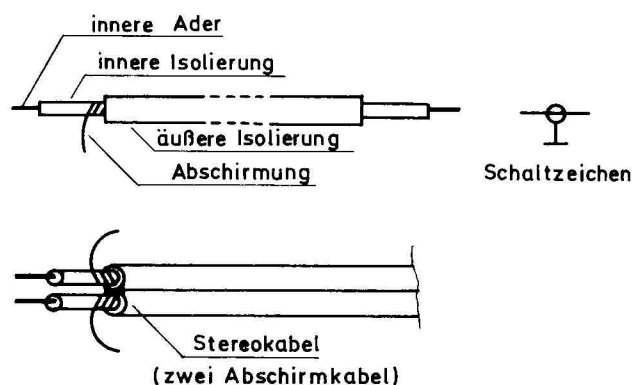 innere Ader
innere Isolierung
äußere Isolierung
Abschirmung
Schaltzeichen
Stereokabel
(zwei Abschirmkabel)